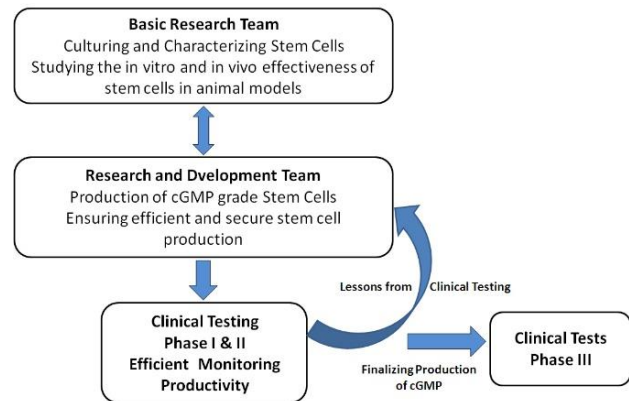 Basic Research Team
Culturing and Characterizing Stem Cells
Studying the in vitro and in vivo effectiveness of
stem cells in animal models
Research and Dvelopment Team
Production of cGMP grade Stem Cells
Ensuring efficient and secure stem cell
production
Lessons from Clinical Testing
Clinical Testing
Phase I & II
Efficient Monitoring
Productivity
Finalizing Production
of cGMP
Clinical Tests
Phase III